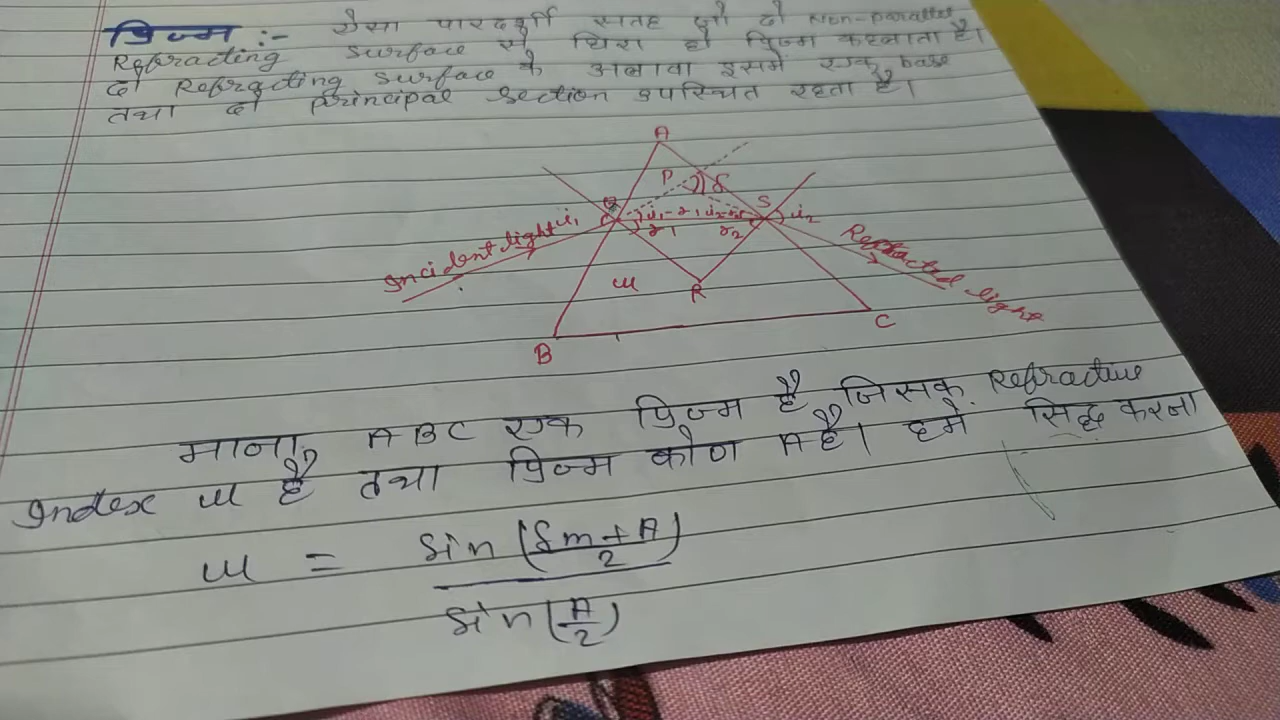 प्रिज्म :- ऐसा पारदर्शी सतह जो दो Non-parallel
Refracting surface से घिरा हो प्रिज्म कहलाता है।
दो Refracting surface के अलावा इसमें एक base
तथा दो principal section उपस्थित रहता है।
A
P
δ
Q
S
i₁
i₁-r₁
r₁
r₂
i₂
Incident light
Refracted light
μ
R
B
C
माना, ABC एक प्रिज्म है जिसक Refractive
Index μ है तथा प्रिज्म कोण A है। हमे सिद्ध करना
μ = sin(δm+A/2)
sin(A/2)